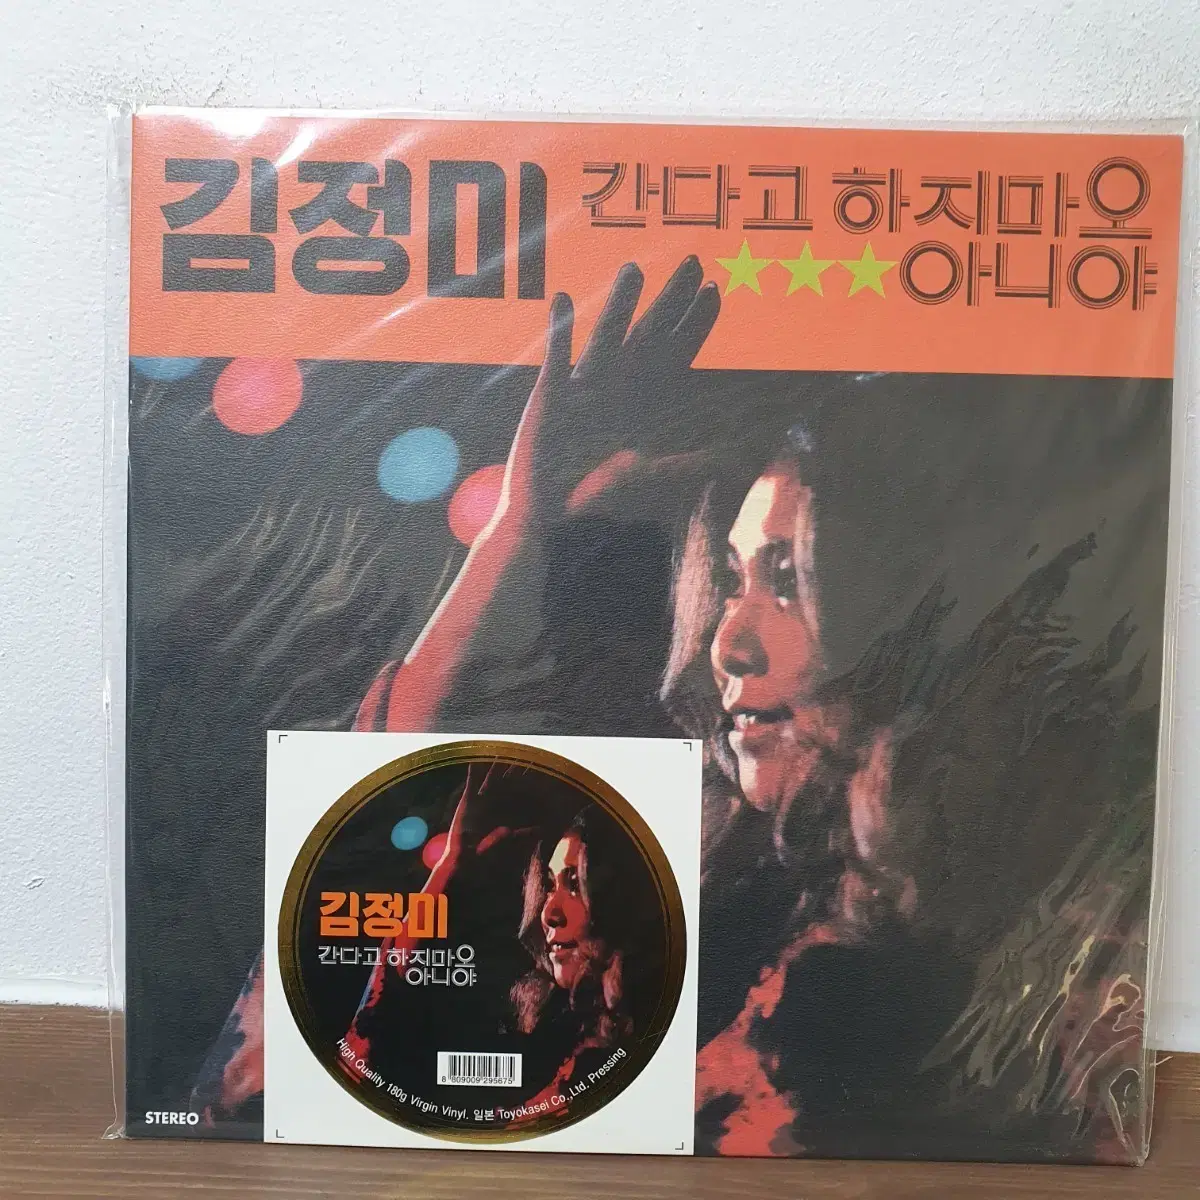 김정미 간다고 하지마오
★★★아니야
김정미
간다고 하지마오
아니야
8 809009 295675
High Quality 180g Virgin Vinyl. 일본 Toyokasei Co.,Ltd. Pressing
STEREO